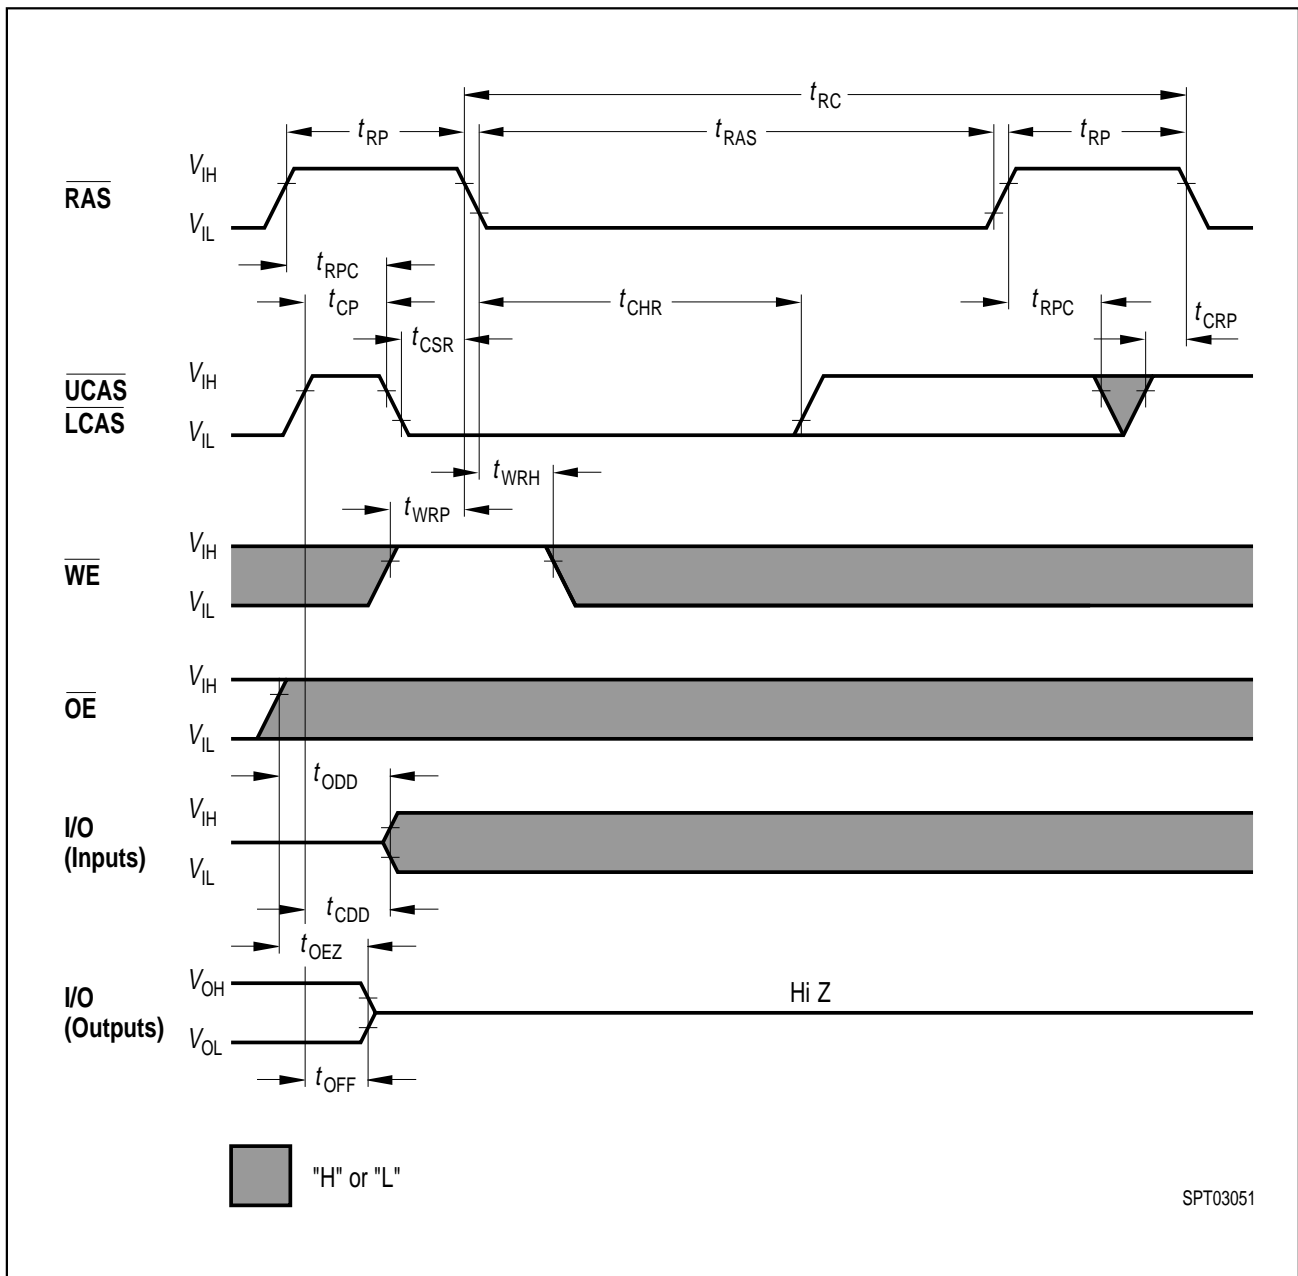 tRC
tRP
tRAS
tRP
RAS
VIH
VIL
tRPC
tCP
tCHR
tRPC
tCSR
tCRP
UCAS
LCAS
VIH
VIL
tWRH
tWRP
WE
VIH
VIL
OE
VIH
VIL
tODD
I/O
(Inputs)
VIH
VIL
tCDD
tOEZ
I/O
(Outputs)
VOH
VOL
Hi Z
tOFF
"H" or "L"
SPT03051